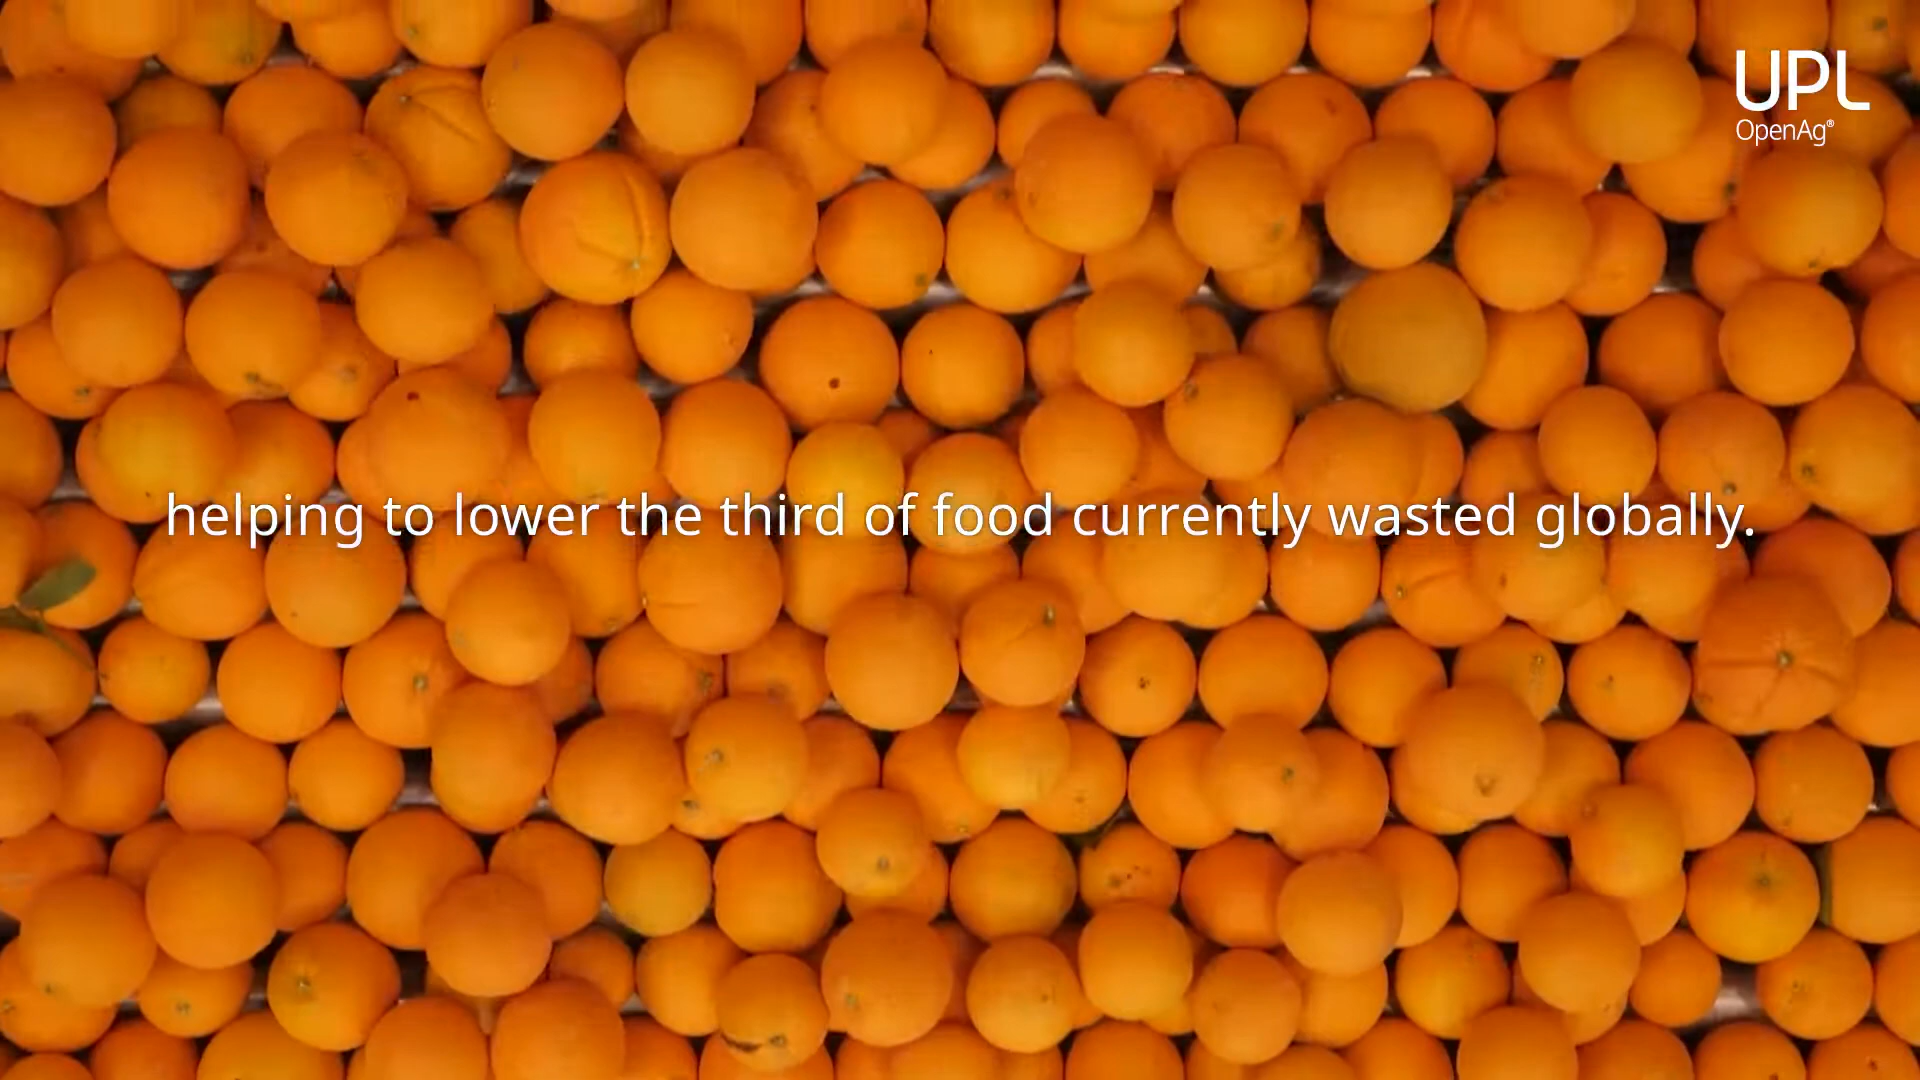 UPL
OpenAg®
helping to lower the third of food currently wasted globally.